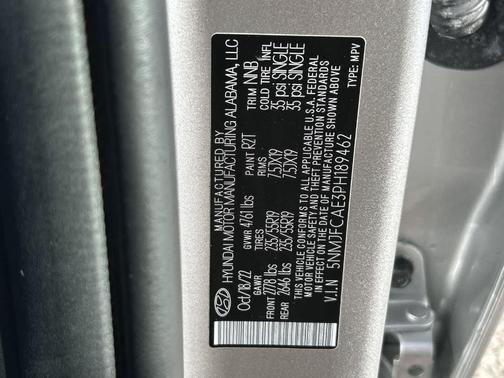 MANUFACTURED BY
HYUNDAI MOTOR MANUFACTURING ALABAMA, LLC
Oct/18/22 GVWR 4761 lbs PAINT R2T TRIM NNB
GAWR TIRES RIMS COLD TIRE INFL
FRONT 2778 lbs 235/55R19 7.5JX19 35 psi SINGLE
REAR 2646 lbs 235/55R19 7.5JX19 35 psi SINGLE
THIS VEHICLE CONFORMS TO ALL APPLICABLE U.S.A. FEDERAL
MOTOR VEHICLE SAFETY AND THEFT PREVENTION STANDARDS
IN EFFECT ON THE DATE OF MANUFACTURE SHOWN ABOVE
V.I.N 5NMJFCAE3PH189462 TYPE: MPV